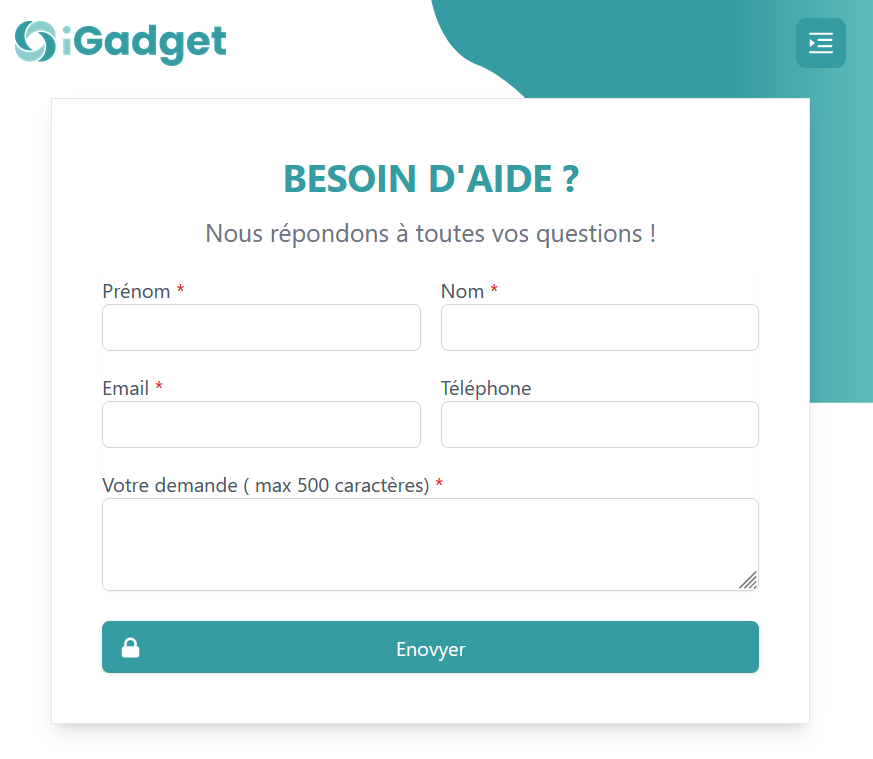 iGadget
BESOIN D'AIDE ?
Nous répondons à toutes vos questions !
Prénom *
Nom *
Email *
Téléphone
Votre demande ( max 500 caractères) *
Enovyer